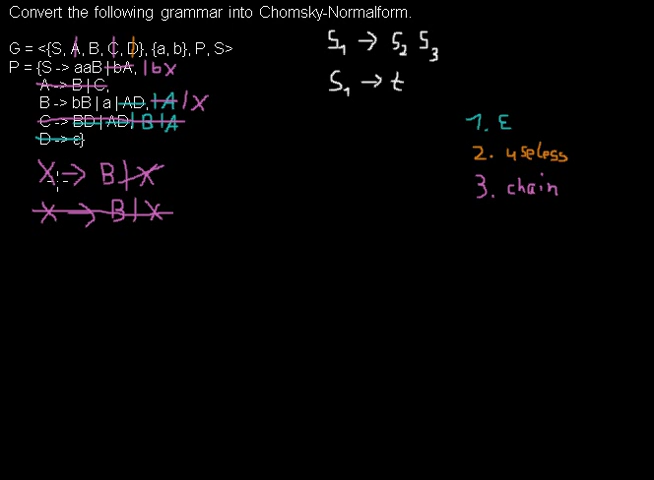 Convert the following grammar into Chomsky-Normalform.
G = <{S, A, B, C, D}, {a, b}, P, S>
P = {S -> aaB | bA, | bX
A -> B | C,
B -> bB | a | AD, | A | X
C -> BD | AD, | B | A
D -> ε}
X -> B | X
X -> B | X
S1 -> S2 S3
S1 -> t
1. E
2. useless
3. chain